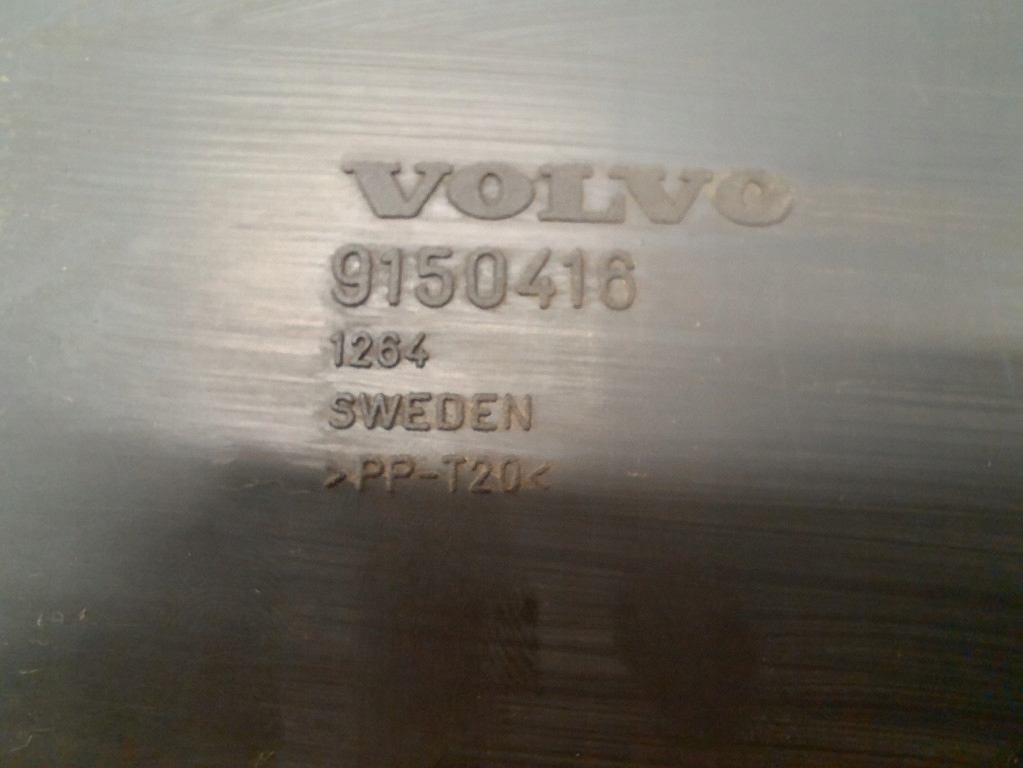 VOLVO
9150416
1264
SWEDEN
>PP-T20<